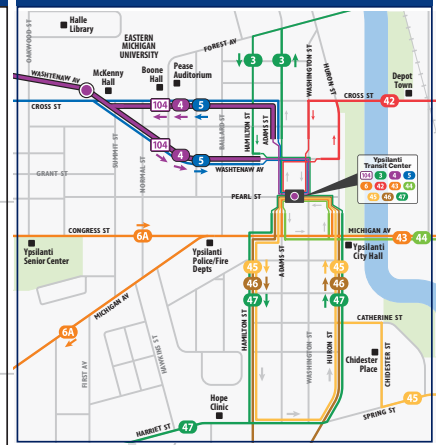 Halle
Library
OAKWOOD ST
EASTERN
MICHIGAN
UNIVERSITY
FOREST AV
WASHTENAW AV
McKenny
Hall
Boone
Hall
Pease
Auditorium
3
3
WASHINGTON ST
HURON ST
Depot
Town
CROSS ST
104
4
5
CROSS ST
42
HAMILTON ST
ADAMS ST
BALLARD ST
SUMMIT ST
NORMAL ST
104
4
5
WASHTENAW AV
GRANT ST
Ypsilanti
Transit Center
104
3
4
5
6
42
43
44
45
46
47
PEARL ST
CONGRESS ST
6A
MICHIGAN AV
43
44
Ypsilanti
Senior Center
Ypsilanti
Police/Fire
Depts
Ypsilanti
City Hall
ADAMS ST
45
46
47
45
46
47
MICHIGAN AV
6A
HAMILTON ST
WASHINGTON ST
HURON ST
CATHERINE ST
FIRST AV
HAWKINS ST
Chidester
Place
CHIDESTER ST
Hope
Clinic
45
SPRING ST
HARRIET ST
47